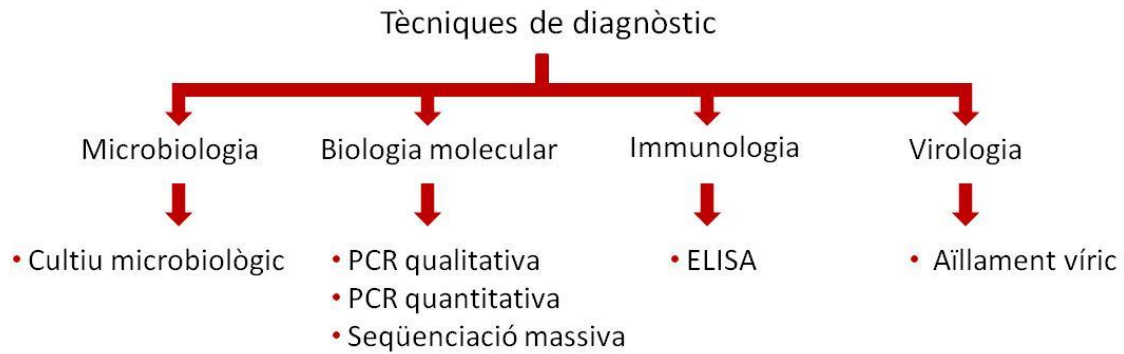 Tècniques de diagnòstic
Microbiologia
Biologia molecular
Immunologia
Virologia
• Cultiu microbiològic
• PCR qualitativa
• PCR quantitativa
• Seqüenciació massiva
• ELISA
• Aïllament víric